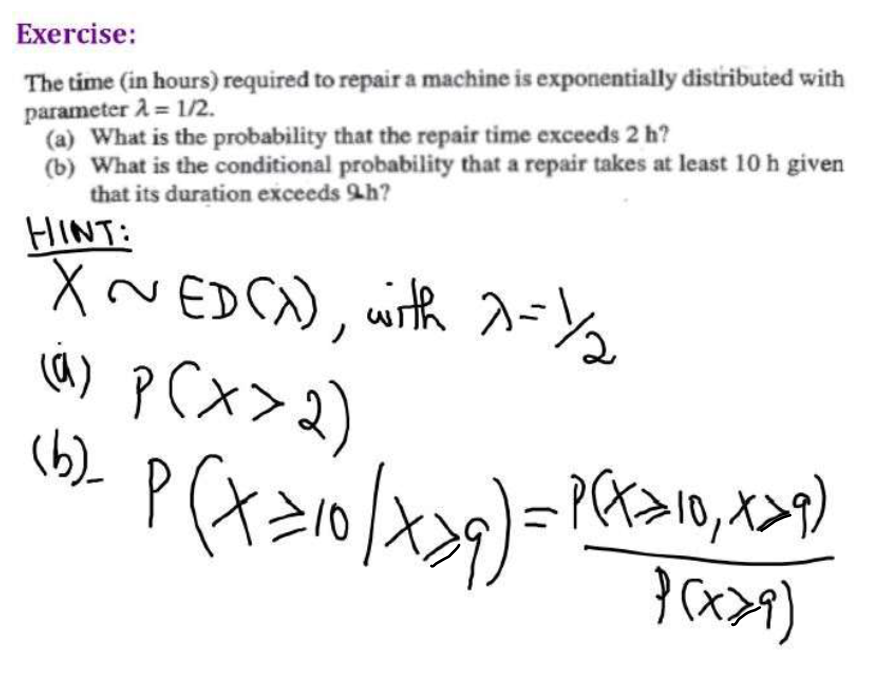 Exercise:
The time (in hours) required to repair a machine is exponentially distributed with
parameter λ = 1/2.
(a) What is the probability that the repair time exceeds 2 h?
(b) What is the conditional probability that a repair takes at least 10 h given
that its duration exceeds 9 h?
HINT:
X ~ ED(λ), with λ = 1/2
(a) P(X > 2)
(b)- P(X ≥ 10 / X ≥ 9) = P(X ≥ 10, X ≥ 9)
P(X ≥ 9)